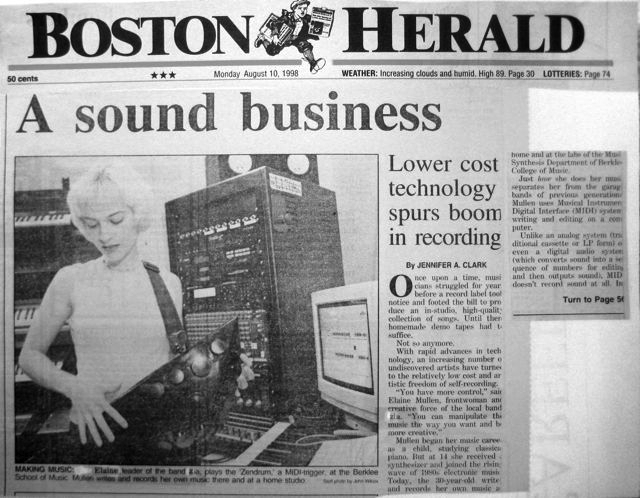 BOSTON HERALD
50 cents
★★★
Monday August 10, 1998
WEATHER: Increasing clouds and humid. High 89. Page 30 LOTTERIES: Page 74
A sound business
Lower cost
technology
spurs boom
in recording
By JENNIFER A. CLARK
Once upon a time, musi
cians struggled for year
before a record label too
notice and footed the bill to pro
duce an in-studio, high-quality
collection of songs. Until ther
homemade demo tapes had t
suffice.
Not so anymore.
With rapid advances in tech
nology, an increasing number o
undiscovered artists have turne
to the relatively low cost and ar
tistic freedom of self-recording.
"You have more control," sai
Elaine Mullen, frontwoman and
creative force of the local band
"You can manipulate th
music the way you want and b
more creative."
Mullen began her music caree
as a child, studying classica
piano. But at 14 she received
synthesizer and joined the risin
wave of 1980s electronic musi
Today, the 30-year-old write
and records her own music a
home and at the labs of the Musi
Synthesis Department of Berkle
College of Music.
Just how she does her musi
separates her from the garag
bands of previous generation
Mullen uses Musical Instrumen
Digital Interface (MIDI) system
writing and editing on a com
puter.
Unlike an analog system (tra
ditional cassette or LP form) o
even a digital audio system
(which converts sound into a se
quence of numbers for editing
and then outputs sound), MID
doesn't record sound at all. In
Turn to Page 56
MAKING MUSIC: Elaine leader of the band plays the 'Zendrum,' a MIDI-trigger, at the Berklee
School of Music. Mullen writes and records her own music there and at a home studio.
Staff photo by John Wilcox